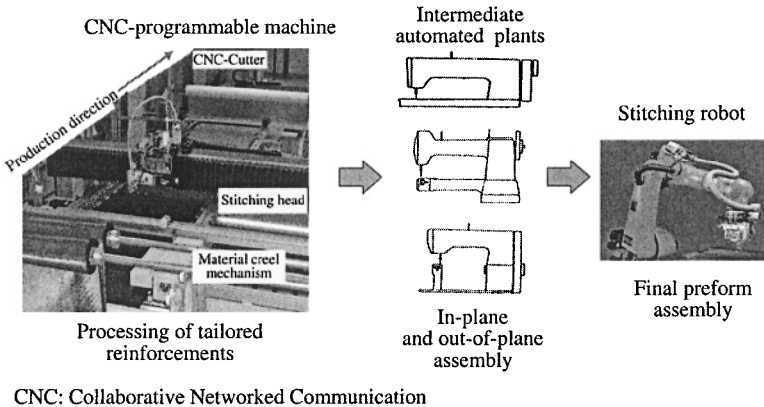 CNC-programmable machine
CNC-Cutter
Production direction
Stitching head
Material creel
mechanism
Processing of tailored
reinforcements
Intermediate
automated plants
In-plane
and out-of-plane
assembly
Stitching robot
Final preform
assembly
CNC: Collaborative Networked Communication